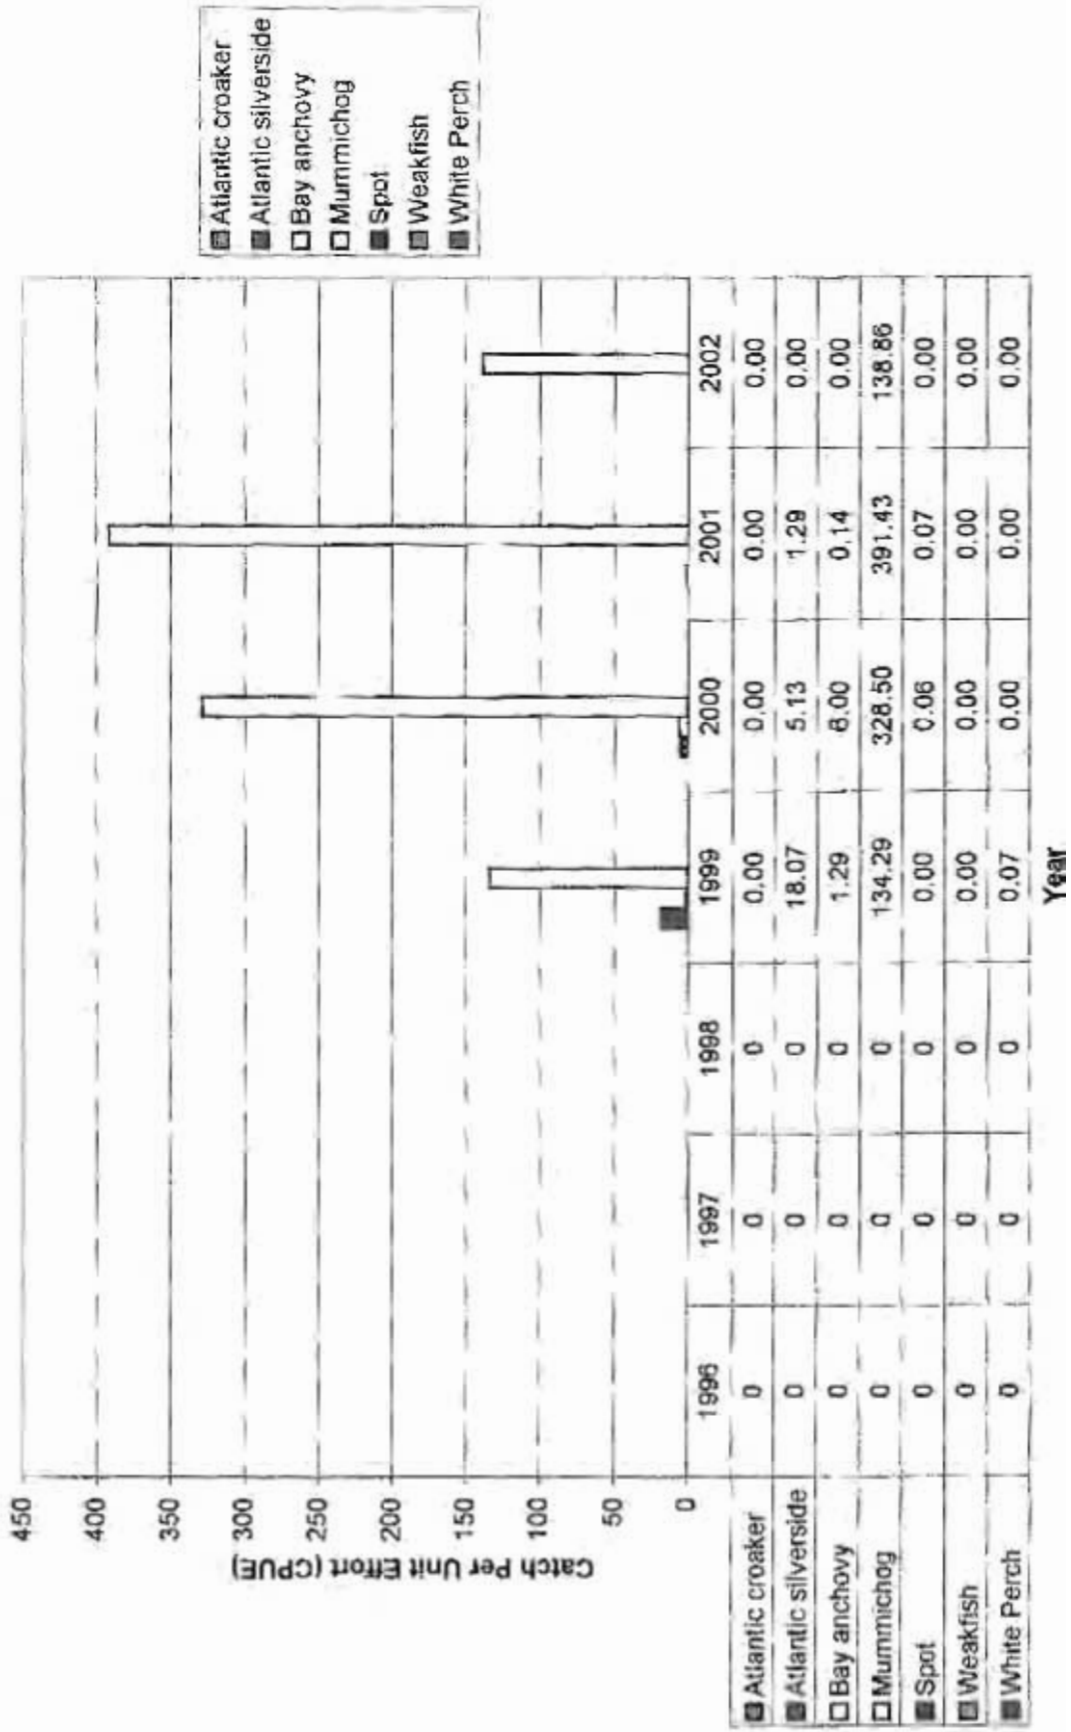 Catch Per Unit Effort (CPUE)
450
400
350
300
250
200
150
100
50
0
1996 1997 1998 1999 2000 2001 2002
Atlantic croaker 0 0 0 0.00 0.00 0.00 0.00
Atlantic silverside 0 0 0 18.07 5.13 1.29 0.00
Bay anchovy 0 0 0 1.29 6.00 0.14 0.00
Mummichog 0 0 0 134.29 328.50 391.43 138.86
Spot 0 0 0 0.00 0.06 0.07 0.00
Weakfish 0 0 0 0.00 0.00 0.00 0.00
White Perch 0 0 0 0.07 0.00 0.00 0.00
Year
Atlantic croaker
Atlantic silverside
Bay anchovy
Mummichog
Spot
Weakfish
White Perch